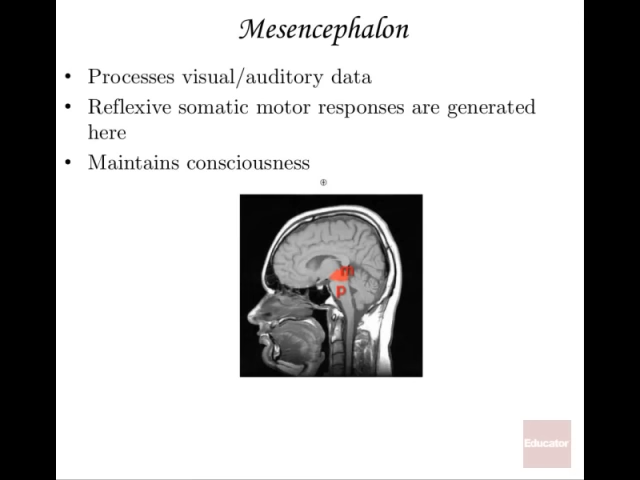 Mesencephalon
• Processes visual/auditory data
• Reflexive somatic motor responses are generated
here
• Maintains consciousness
m
p
Educator